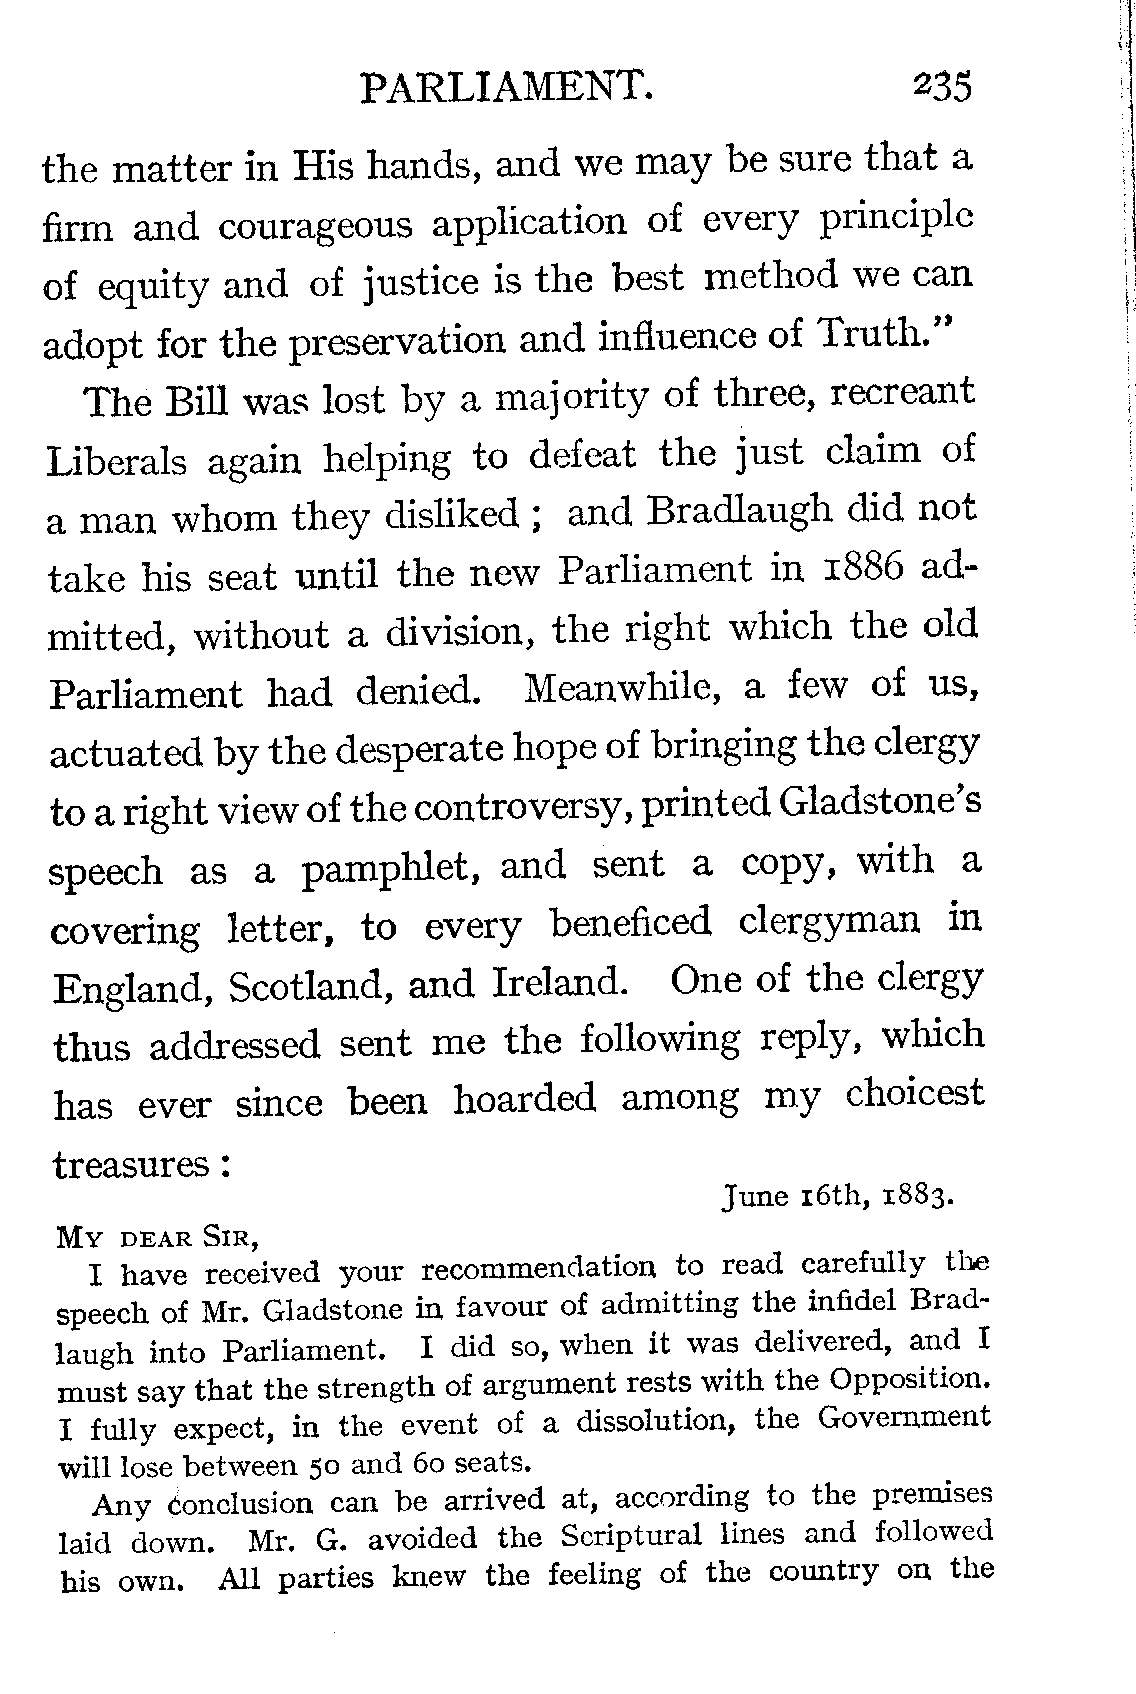 PARLIAMENT. 235
the matter in His hands, and we may be sure that a
firm and courageous application of every principle
of equity and of justice is the best method we can
adopt for the preservation and influence of Truth."
The Bill was lost by a majority of three, recreant
Liberals again helping to defeat the just claim of
a man whom they disliked ; and Bradlaugh did not
take his seat until the new Parliament in 1886 ad-
mitted, without a division, the right which the old
Parliament had denied. Meanwhile, a few of us,
actuated by the desperate hope of bringing the clergy
to a right view of the controversy, printed Gladstone's
speech as a pamphlet, and sent a copy, with a
covering letter, to every beneficed clergyman in
England, Scotland, and Ireland. One of the clergy
thus addressed sent me the following reply, which
has ever since been hoarded among my choicest
treasures :
June 16th, 1883.
MY DEAR SIR,
I have received your recommendation to read carefully the
speech of Mr. Gladstone in favour of admitting the infidel Brad-
laugh into Parliament. I did so, when it was delivered, and I
must say that the strength of argument rests with the Opposition.
I fully expect, in the event of a dissolution, the Government
will lose between 50 and 60 seats.
Any conclusion can be arrived at, according to the premises
laid down. Mr. G. avoided the Scriptural lines and followed
his own. All parties knew the feeling of the country on the